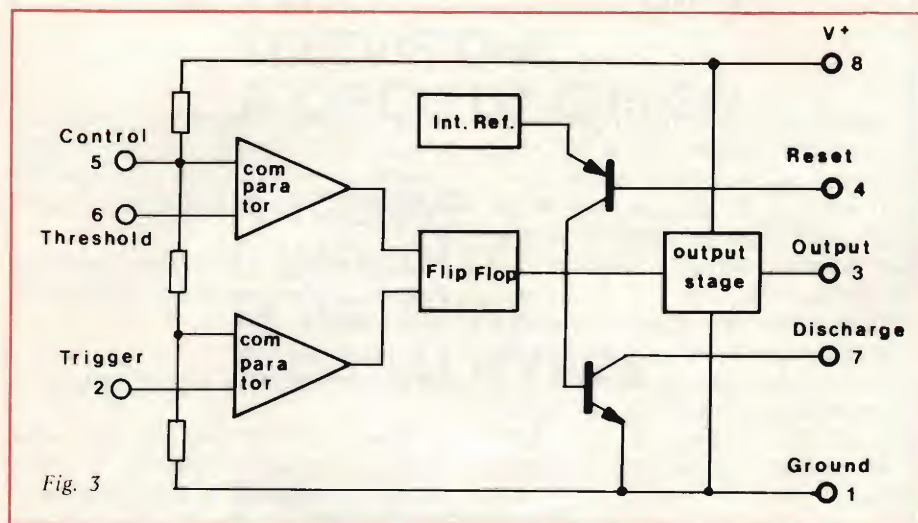 V+
8
Control
5
6
Threshold
com
para
tor
Int. Ref.
Reset
4
Flip Flop
output
stage
Output
3
Trigger
2
com
para
tor
Discharge
7
Ground
1
Fig. 3